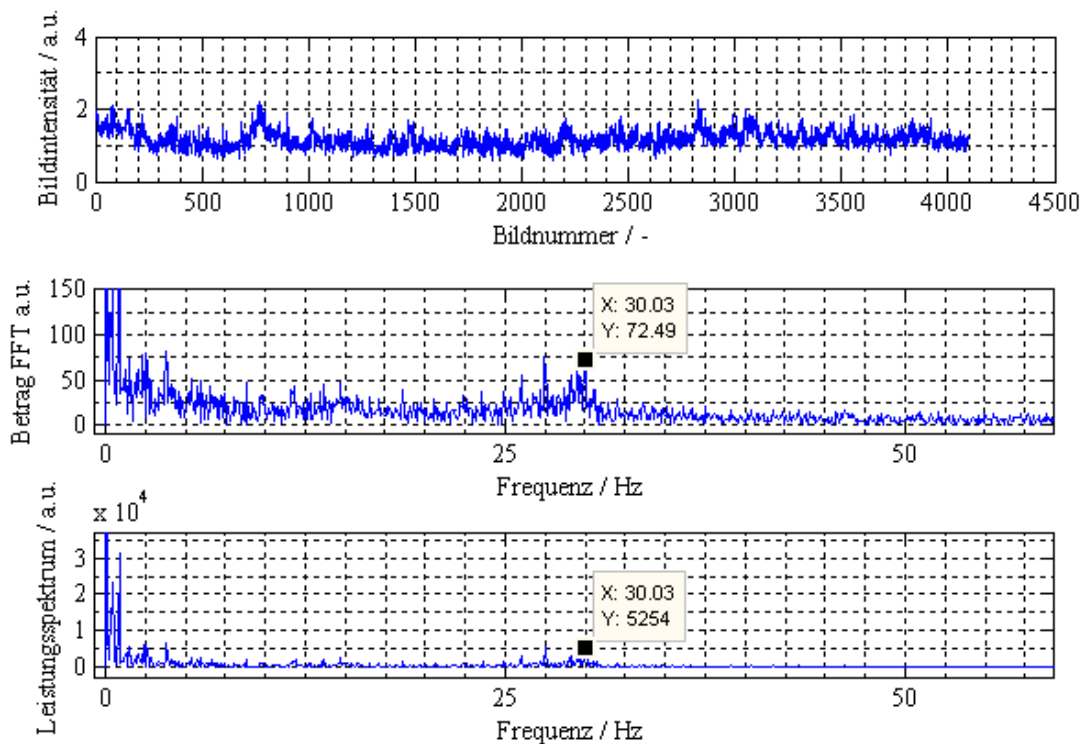 Bildintensität / a.u.
4
2
0
0 500 1000 1500 2000 2500 3000 3500 4000 4500
Bildnummer / -
Betrag FFT a.u.
150
100
50
0
X: 30.03
Y: 72.49
0 25 50
Frequenz / Hz
Leistungsspektrum / a.u.
x 10^4
3
2
1
0
X: 30.03
Y: 5254
0 25 50
Frequenz / Hz